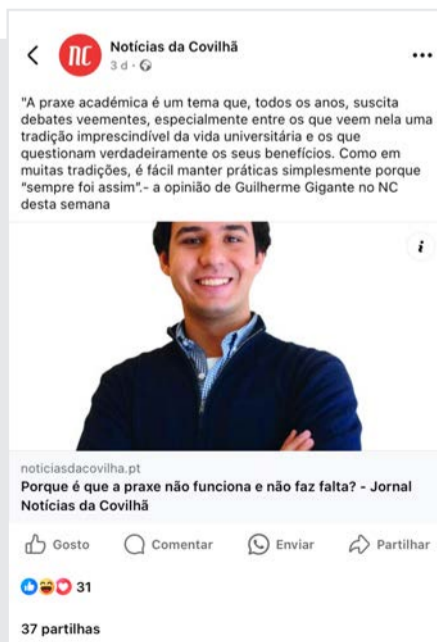 nc
Notícias da Covilhã
3 d
"A praxe académica é um tema que, todos os anos, suscita
debates veementes, especialmente entre os que veem nela uma
tradição imprescindível da vida universitária e os que
questionam verdadeiramente os seus benefícios. Como em
muitas tradições, é fácil manter práticas simplesmente porque
"sempre foi assim".- a opinião de Guilherme Gigante no NC
desta semana
i
noticiasdacovilha.pt
Porque é que a praxe não funciona e não faz falta? - Jornal
Notícias da Covilhã
Gosto Comentar Enviar Partilhar
31
37 partilhas